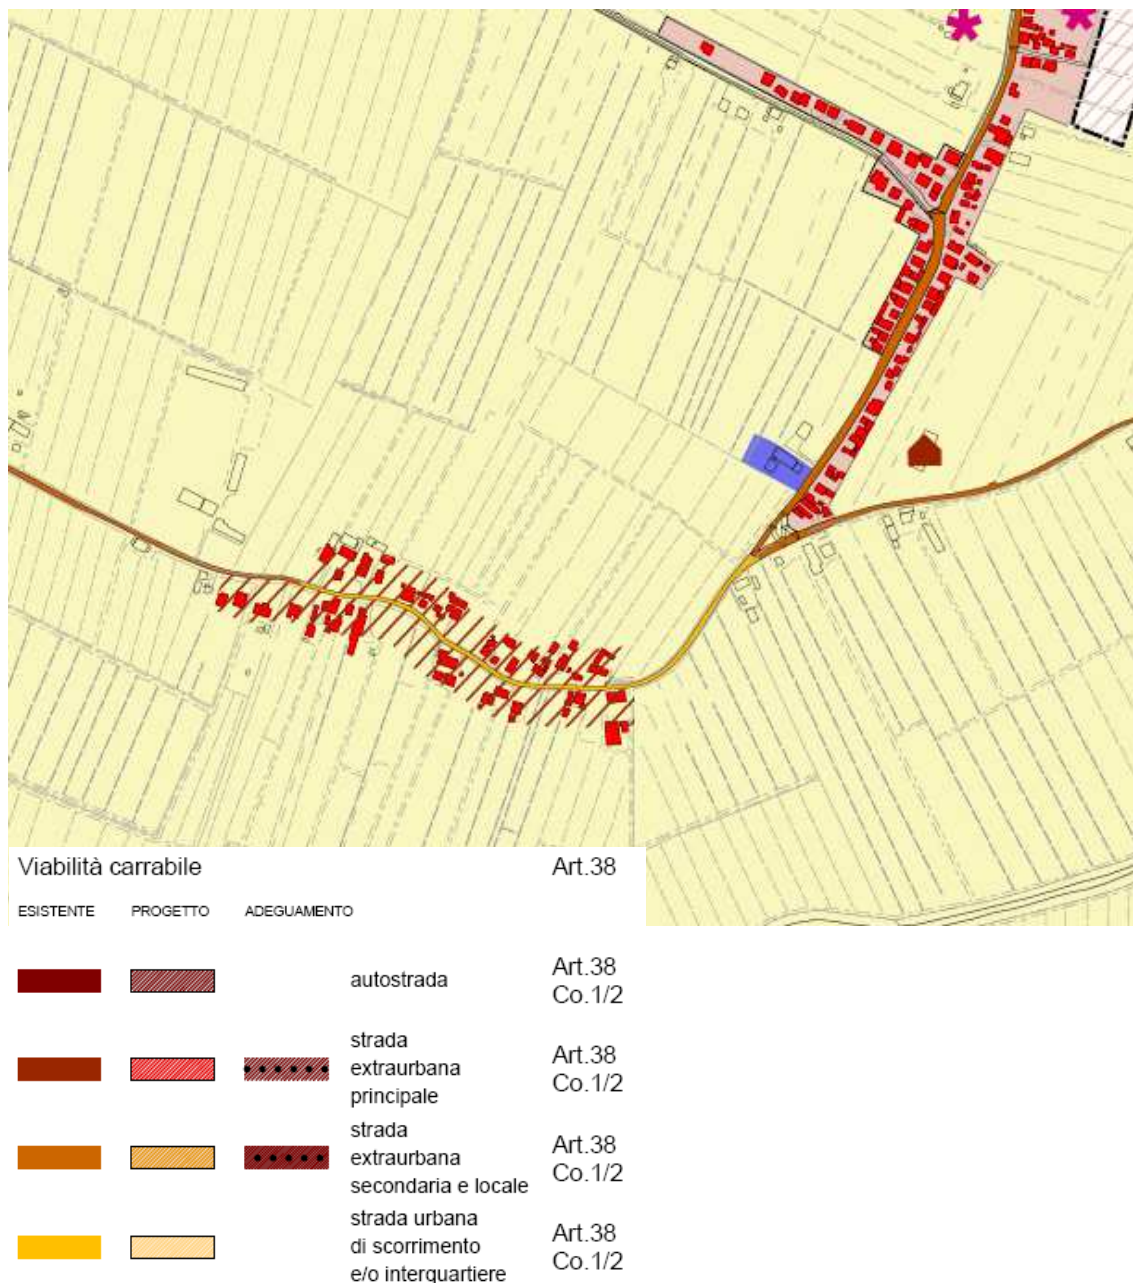 Viabilità carrabile Art.38
ESISTENTE PROGETTO ADEGUAMENTO
autostrada Art.38
Co.1/2
strada
extraurbana Art.38
principale Co.1/2
strada
extraurbana Art.38
secondaria e locale Co.1/2
strada urbana
di scorrimento Art.38
e/o interquartiere Co.1/2